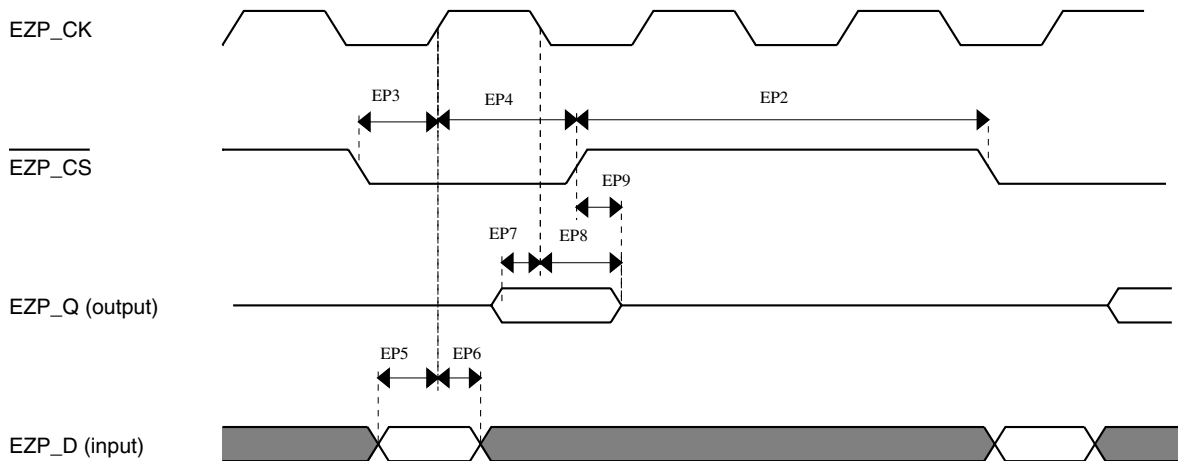 EZP_CK
EP3
EP4
EP2
EZP_CS
EP9
EP7
EP8
EZP_Q (output)
EP5
EP6
EZP_D (input)